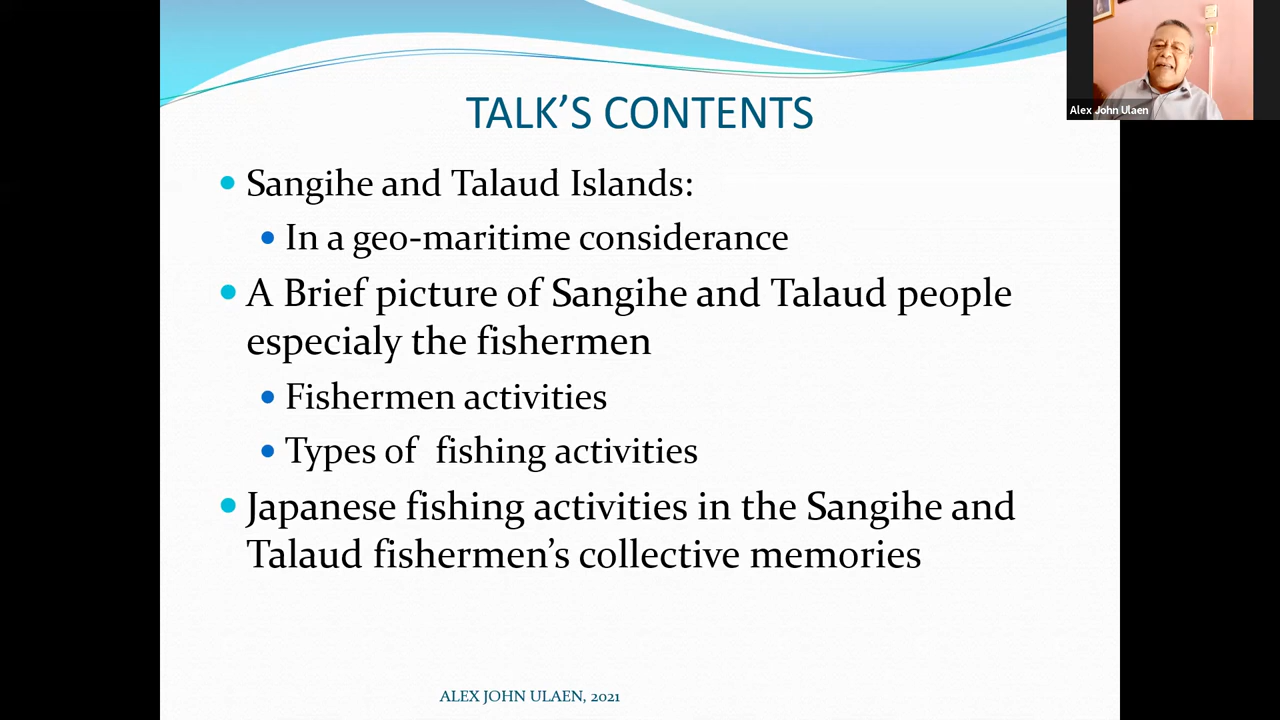 Alex John Ulaen
TALK’S CONTENTS
Sangihe and Talaud Islands:
In a geo-maritime considerance
A Brief picture of Sangihe and Talaud people
especialy the fishermen
Fishermen activities
Types of  fishing activities
Japanese fishing activities in the Sangihe and
Talaud fishermen’s collective memories
ALEX JOHN ULAEN, 2021